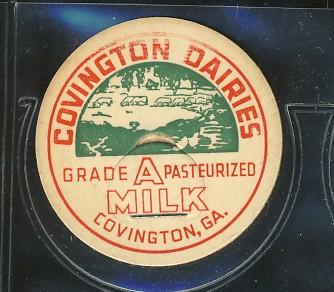 COVINGTON DAIRIES
GRADE A PASTEURIZED
MILK
COVINGTON, GA.